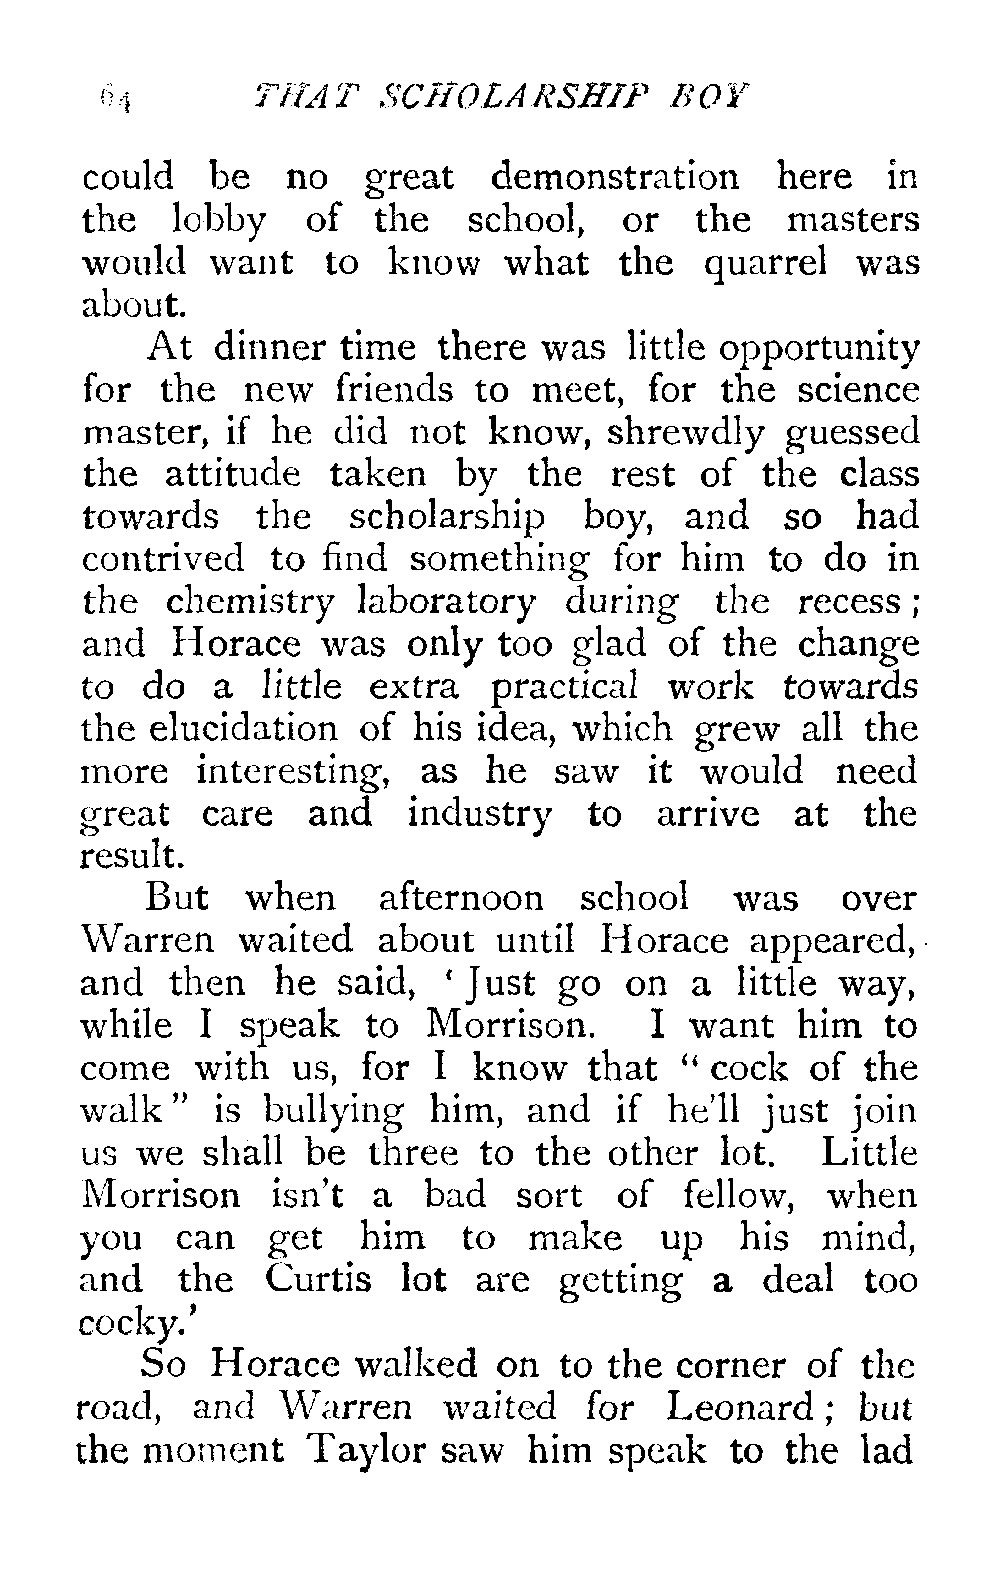 64 THAT SCHOLARSHIP BOY
could be no great demonstration here in
the lobby of the school, or the masters
would want to know what the quarrel was
about.
At dinner time there was little opportunity
for the new friends to meet, for the science
master, if he did not know, shrewdly guessed
the attitude taken by the rest of the class
towards the scholarship boy, and so had
contrived to find something for him to do in
the chemistry laboratory during the recess ;
and Horace was only too glad of the change
to do a little extra practical work towards
the elucidation of his idea, which grew all the
more interesting, as he saw it would need
great care and industry to arrive at the
result.
But when afternoon school was over
Warren waited about until Horace appeared,
and then he said, ‘Just go on a little way,
while I speak to Morrison. I want him to
come with us, for I know that “cock of the
walk” is bullying him, and if he’ll just join
us we shall be three to the other lot. Little
Morrison isn’t a bad sort of fellow, when
you can get him to make up his mind,
and the Curtis lot are getting a deal too
cocky.’
So Horace walked on to the corner of the
road, and Warren waited for Leonard ; but
the moment Taylor saw him speak to the lad